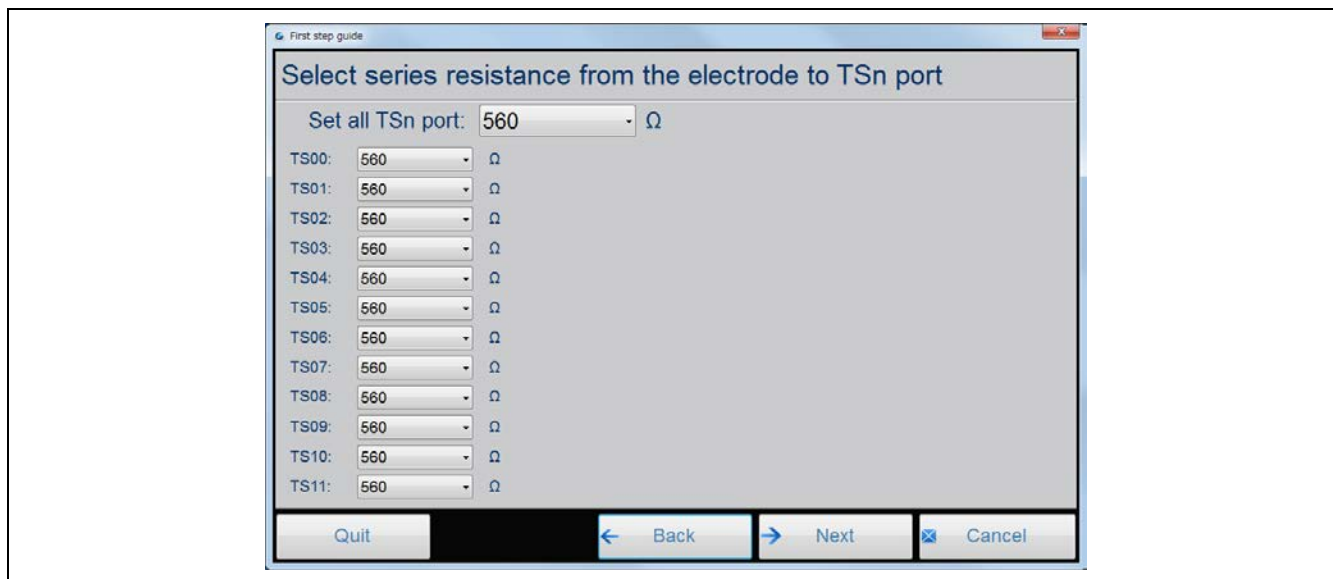 First step guide
Select series resistance from the electrode to TSn port
Set all TSn port: 560 Ω
TS00: 560 Ω
TS01: 560 Ω
TS02: 560 Ω
TS03: 560 Ω
TS04: 560 Ω
TS05: 560 Ω
TS06: 560 Ω
TS07: 560 Ω
TS08: 560 Ω
TS09: 560 Ω
TS10: 560 Ω
TS11: 560 Ω
Quit Back Next Cancel